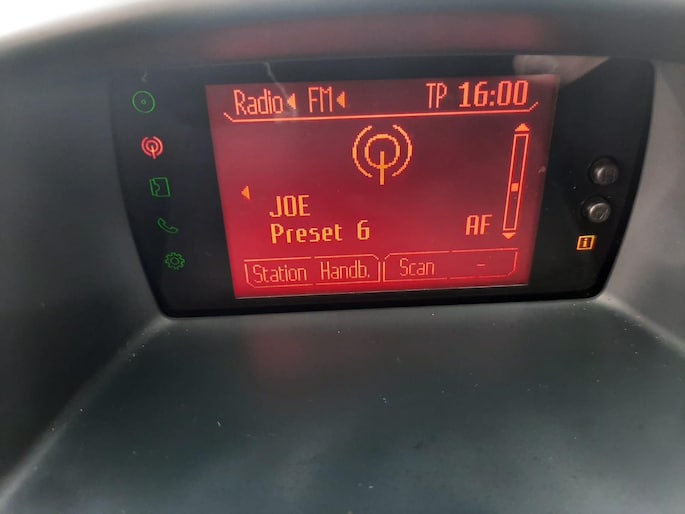 Radio FM TP 16:00
JOE
Preset 6 AF
Station Handb. Scan -
i